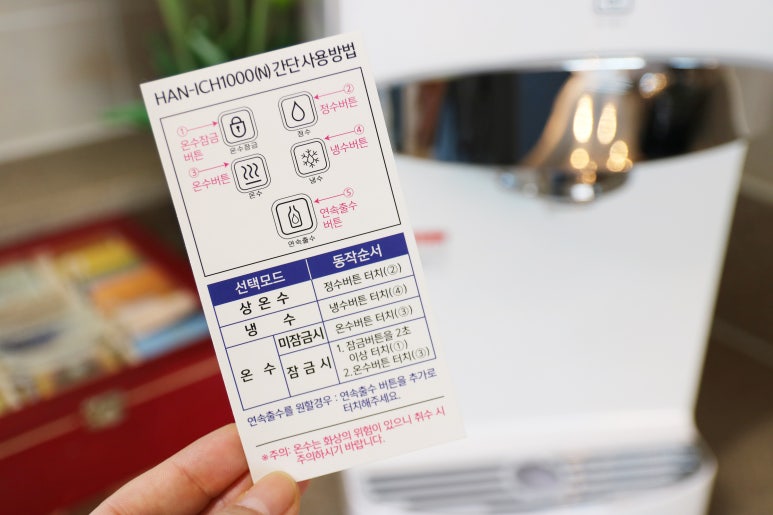 HAN-ICH1000(N) 간단사용방법
① 온수잠금
버튼
온수잠금
② 정수버튼
정수
③ 온수버튼
온수
④ 냉수버튼
냉수
⑤ 연속출수
버튼
연속출수
선택모드 동작순서
상 온 수 정수버튼 터치(②)
냉 수 냉수버튼 터치(④)
온 수 미잠금시 온수버튼 터치(③)
잠 금 시 1. 잠금버튼을 2초
이상 터치(①)
2.온수버튼 터치(③)
연속출수를 원할경우 : 연속출수 버튼을 추가로
터치해주세요.
※주의: 온수는 화상의 위험이 있으니 취수 시
주의하시기 바랍니다.